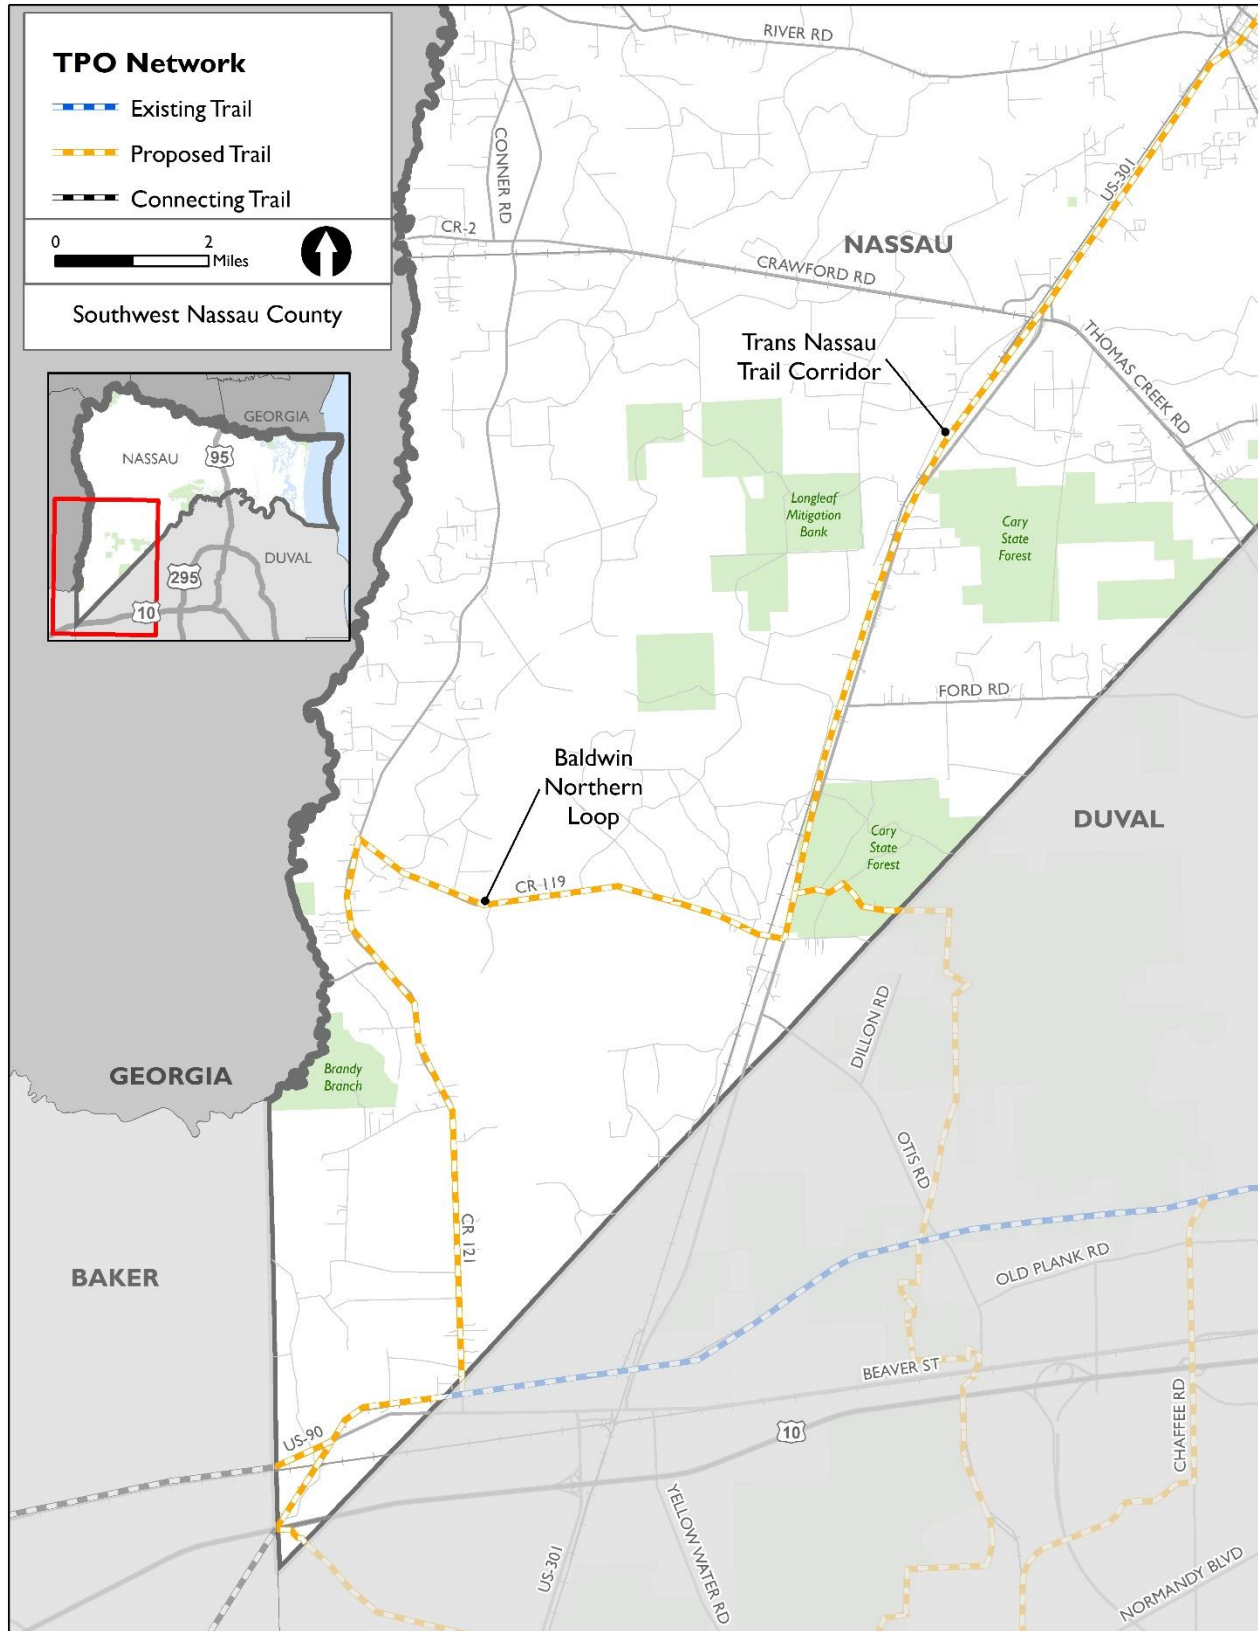 TPO Network
Existing Trail
Proposed Trail
Connecting Trail
0 2
Miles
Southwest Nassau County
GEORGIA
NASSAU
95
DUVAL
295
10
RIVER RD
CONNER RD
US-301
CR-2
NASSAU
CRAWFORD RD
THOMAS CREEK RD
Trans Nassau
Trail Corridor
Longleaf
Mitigation
Bank
Cary
State
Forest
FORD RD
Baldwin
Northern
Loop
DUVAL
Cary
State
Forest
CR 119
DILLON RD
GEORGIA
Brandy
Branch
OTIS RD
CR 121
BAKER
OLD PLANK RD
BEAVER ST
CHAFFEE RD
US-90
10
YELLOW WATER RD
US-301
NORMANDY BLVD